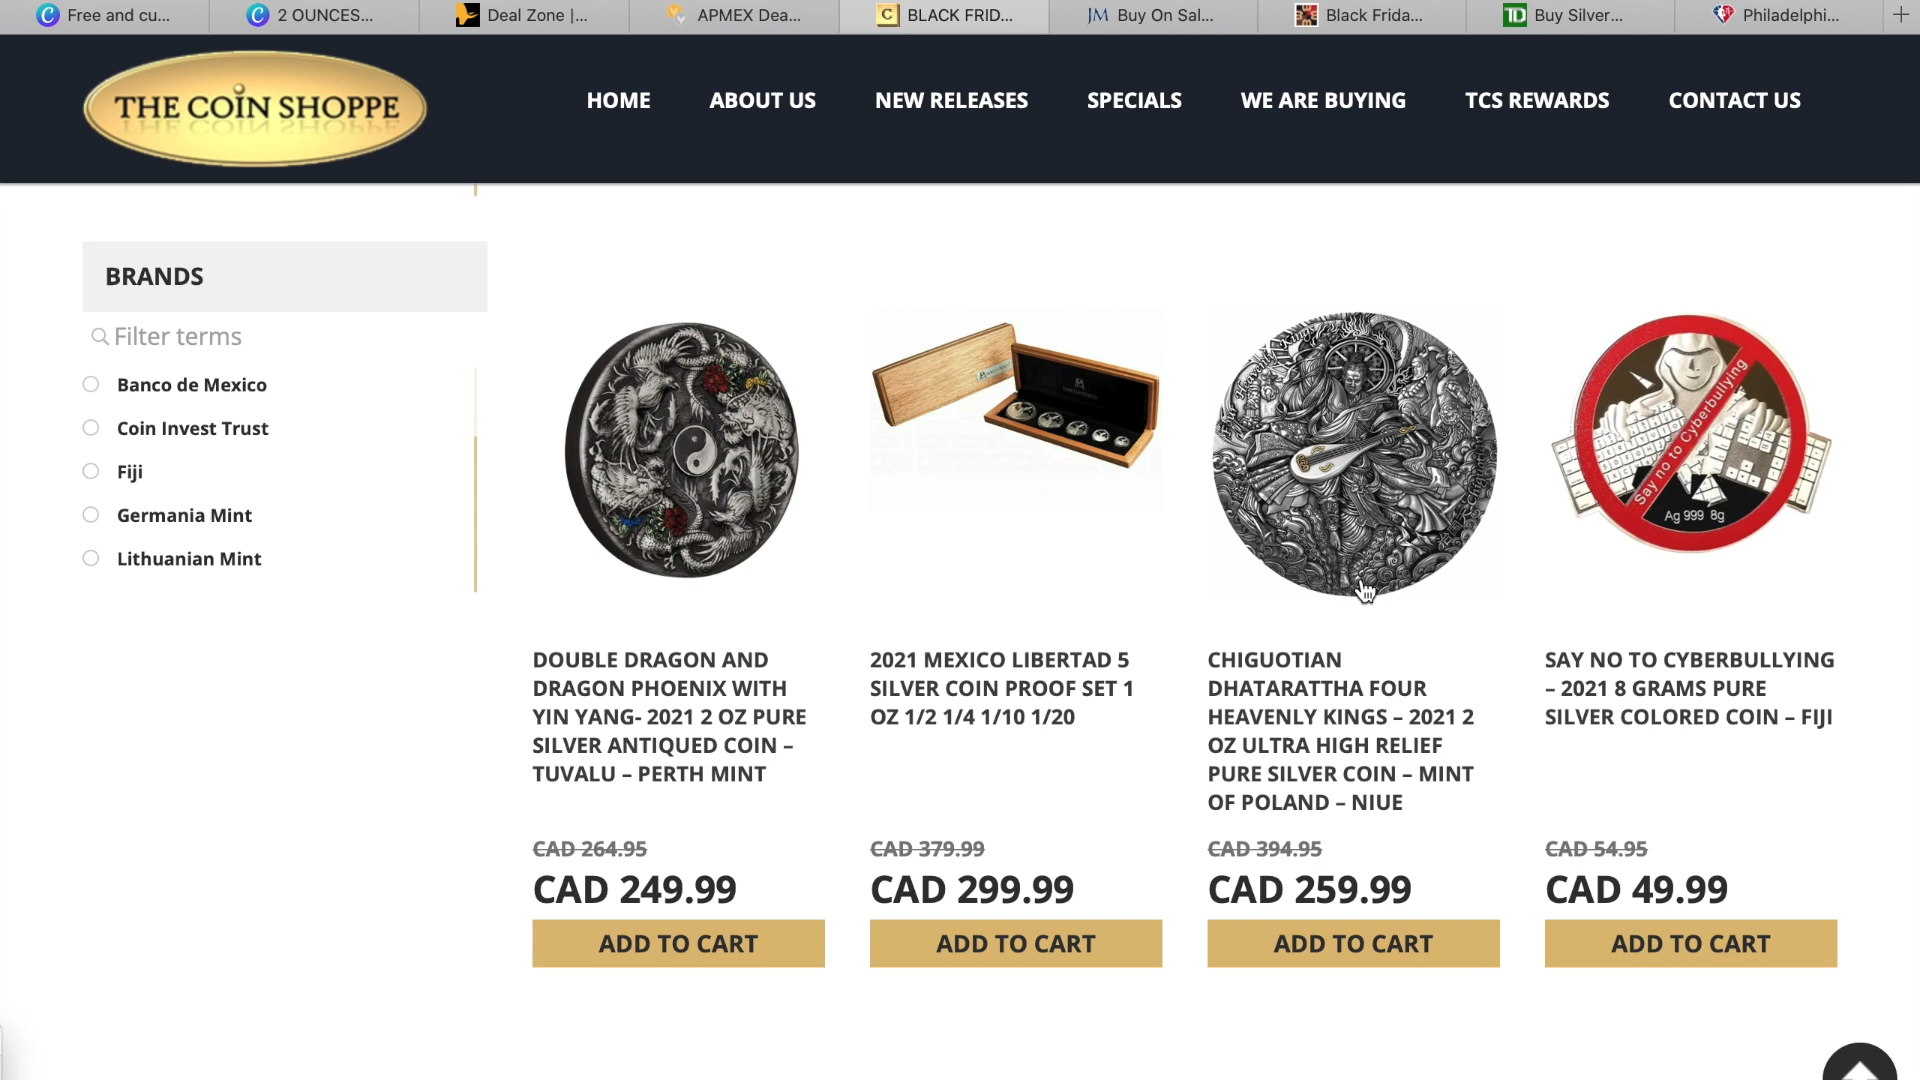 Free and cu...
2 OUNCES...
Deal Zone |...
APMEX Dea...
BLACK FRID...
JM Buy On Sal...
Black Frida...
TD Buy Silver...
Philadelphi...
THE COIN SHOPPE
HOME
ABOUT US
NEW RELEASES
SPECIALS
WE ARE BUYING
TCS REWARDS
CONTACT US
BRANDS
Filter terms
Banco de Mexico
Coin Invest Trust
Fiji
Germania Mint
Lithuanian Mint
Say no to Cyberbullying
Ag 999 8g
DOUBLE DRAGON AND
DRAGON PHOENIX WITH
YIN YANG- 2021 2 OZ PURE
SILVER ANTIQUED COIN –
TUVALU – PERTH MINT
CAD 264.95
CAD 249.99
ADD TO CART
2021 MEXICO LIBERTAD 5
SILVER COIN PROOF SET 1
OZ 1/2 1/4 1/10 1/20
CAD 379.99
CAD 299.99
ADD TO CART
CHIGUOTIAN
DHATARATTHA FOUR
HEAVENLY KINGS – 2021 2
OZ ULTRA HIGH RELIEF
PURE SILVER COIN – MINT
OF POLAND – NIUE
CAD 394.95
CAD 259.99
ADD TO CART
SAY NO TO CYBERBULLYING
– 2021 8 GRAMS PURE
SILVER COLORED COIN – FIJI
CAD 54.95
CAD 49.99
ADD TO CART